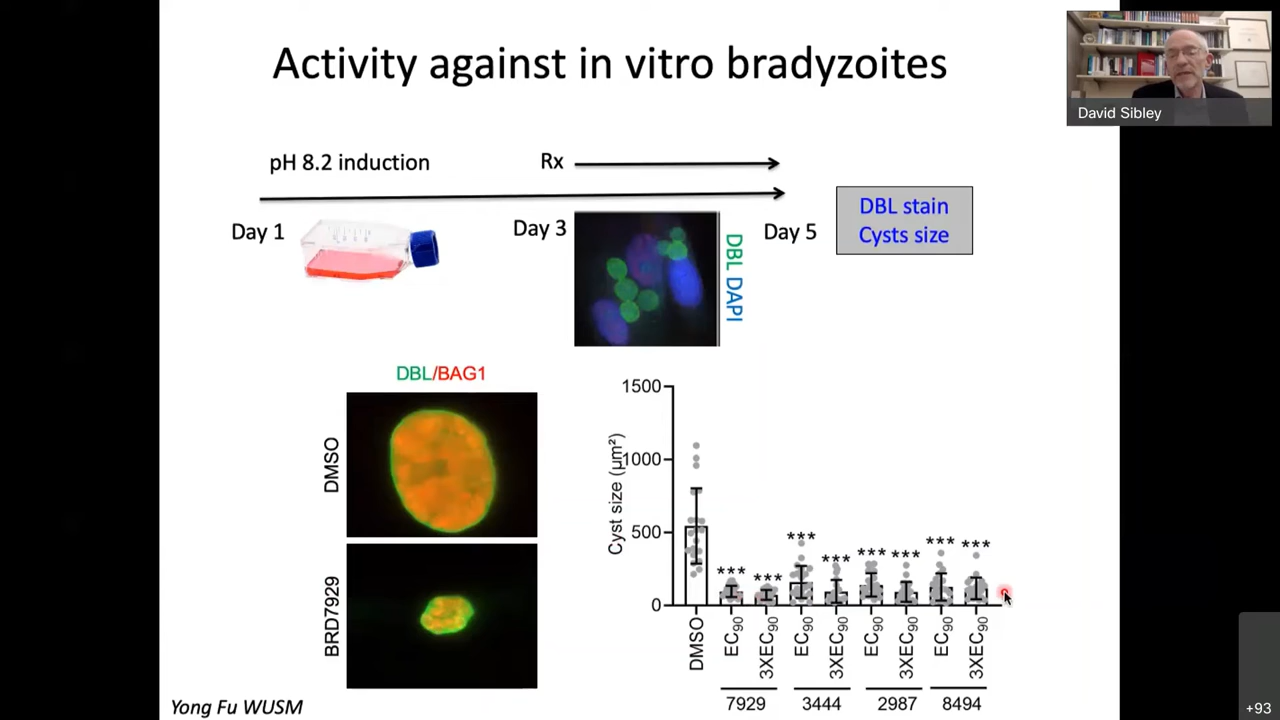 Activity against in vitro bradyzoites
David Sibley
pH 8.2 induction
Rx
Day 1
Day 3
Day 5
DBL stain
Cysts size
DBL DAPI
DBL/BAG1
DMSO
BRD7929
Cyst size (µm²)
1500
1000
500
0
***
***
***
***
***
***
***
***
DMSO
EC90
3XEC90
EC90
3XEC90
EC90
3XEC90
EC90
3XEC90
7929
3444
2987
8494
Yong Fu WUSM
+93